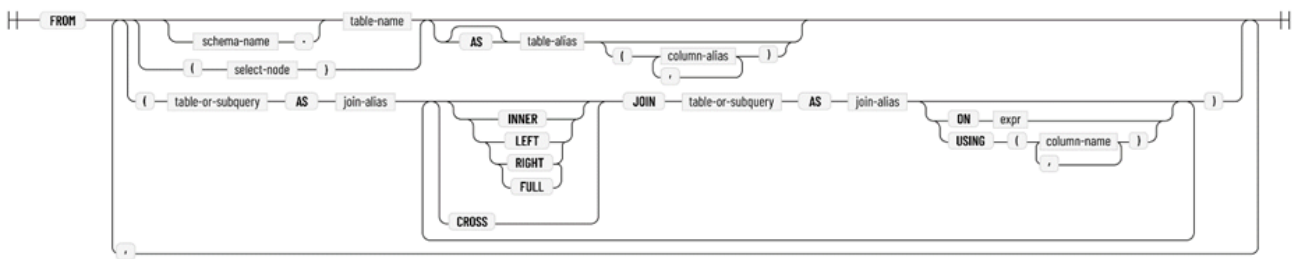 FROM table-name
schema-name . AS table-alias
( select-node ) ( column-alias )
,
( table-or-subquery AS join-alias JOIN table-or-subquery AS join-alias )
INNER ON expr
LEFT USING ( column-name )
RIGHT ,
FULL
CROSS
,